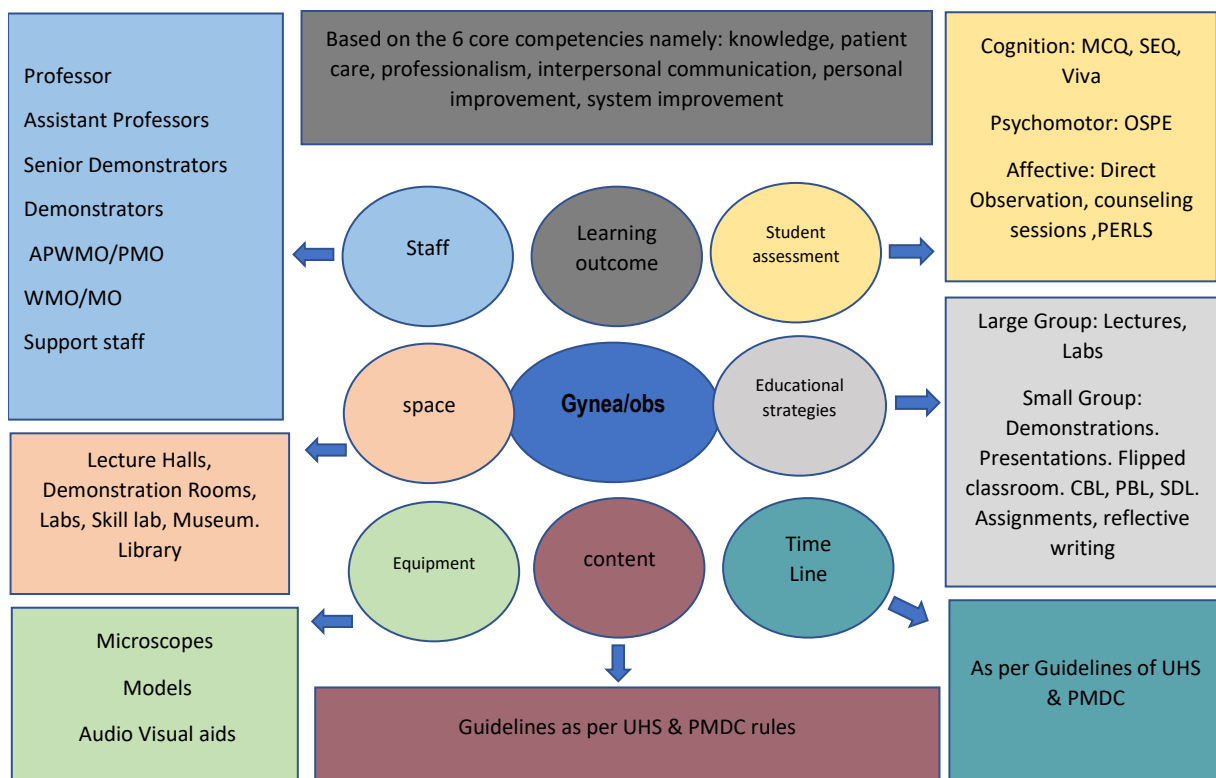 Professor
Assistant Professors
Senior Demonstrators
Demonstrators
APWMO/PMO
WMO/MO
Support staff
Based on the 6 core competencies namely: knowledge, patient
care, professionalism, interpersonal communication, personal
improvement, system improvement
Cognition: MCQ, SEQ,
Viva
Psychomotor: OSPE
Affective: Direct
Observation, counseling
sessions ,PERLS
Staff
Learning
outcome
Student
assessment
space
Gynea/obs
Educational
strategies
Large Group: Lectures,
Labs
Small Group:
Demonstrations.
Presentations. Flipped
classroom. CBL, PBL, SDL.
Assignments, reflective
writing
Lecture Halls,
Demonstration Rooms,
Labs, Skill lab, Museum.
Library
Equipment
content
Time
Line
Microscopes
Models
Audio Visual aids
Guidelines as per UHS & PMDC rules
As per Guidelines of UHS
& PMDC